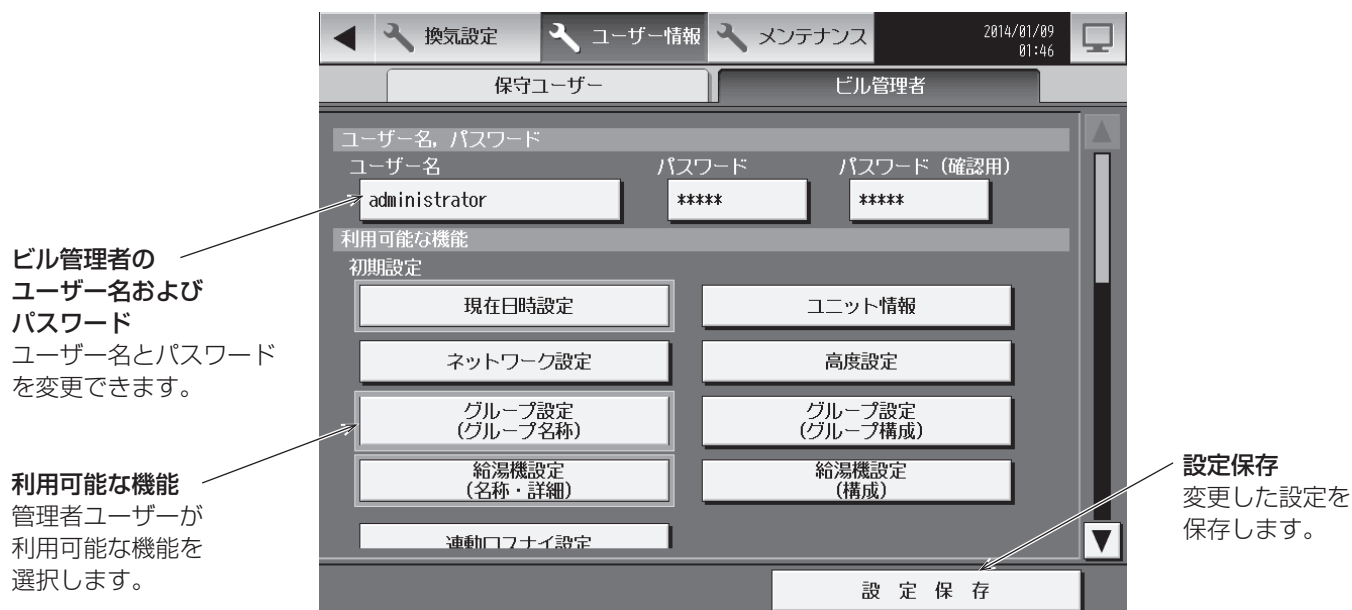 換気設定
ユーザー情報
メンテナンス
2014/01/09
01:46
保守ユーザー
ビル管理者
ユーザー名, パスワード
ユーザー名
パスワード
パスワード (確認用)
administrator
*****
*****
利用可能な機能
初期設定
現在日時設定
ユニット情報
ネットワーク設定
高度設定
グループ設定
(グループ名称)
グループ設定
(グループ構成)
給湯機設定
(名称・詳細)
給湯機設定
(構成)
連動ロスナイ設定
設 定 保 存
ビル管理者の
ユーザー名および
パスワード
ユーザー名とパスワード
を変更できます。
利用可能な機能
管理者ユーザーが
利用可能な機能を
選択します。
設定保存
変更した設定を
保存します。